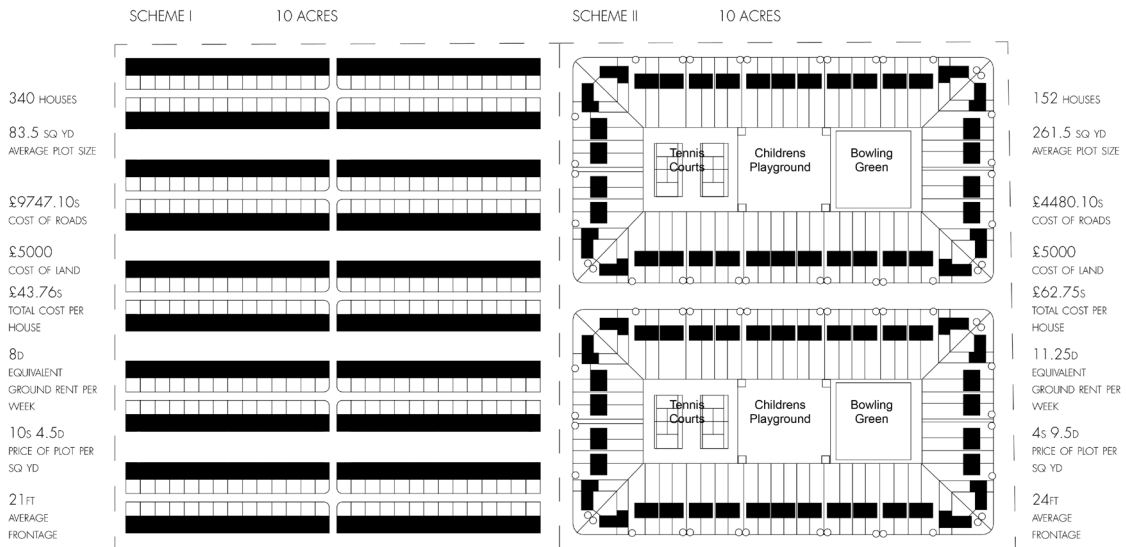 SCHEME I 10 ACRES
340 HOUSES
83.5 SQ YD
AVERAGE PLOT SIZE
£9747.10S
COST OF ROADS
£5000
COST OF LAND
£43.76S
TOTAL COST PER
HOUSE
8D
EQUIVALENT
GROUND RENT PER
WEEK
10S 4.5D
PRICE OF PLOT PER
SQ YD
21FT
AVERAGE
FRONTAGE
SCHEME II 10 ACRES
Tennis
Courts
Childrens
Playground
Bowling
Green
Tennis
Courts
Childrens
Playground
Bowling
Green
152 HOUSES
261.5 SQ YD
AVERAGE PLOT SIZE
£4480.10S
COST OF ROADS
£5000
COST OF LAND
£62.75S
TOTAL COST PER
HOUSE
11.25D
EQUIVALENT
GROUND RENT PER
WEEK
4S 9.5D
PRICE OF PLOT PER
SQ YD
24FT
AVERAGE
FRONTAGE